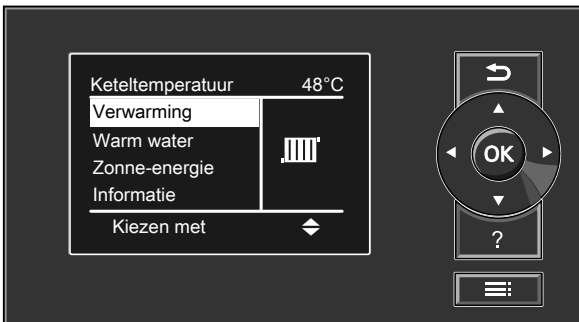 Keteltemperatuur 48°C
Verwarming
Warm water
Zonne-energie
Informatie
Kiezen met
OK
?